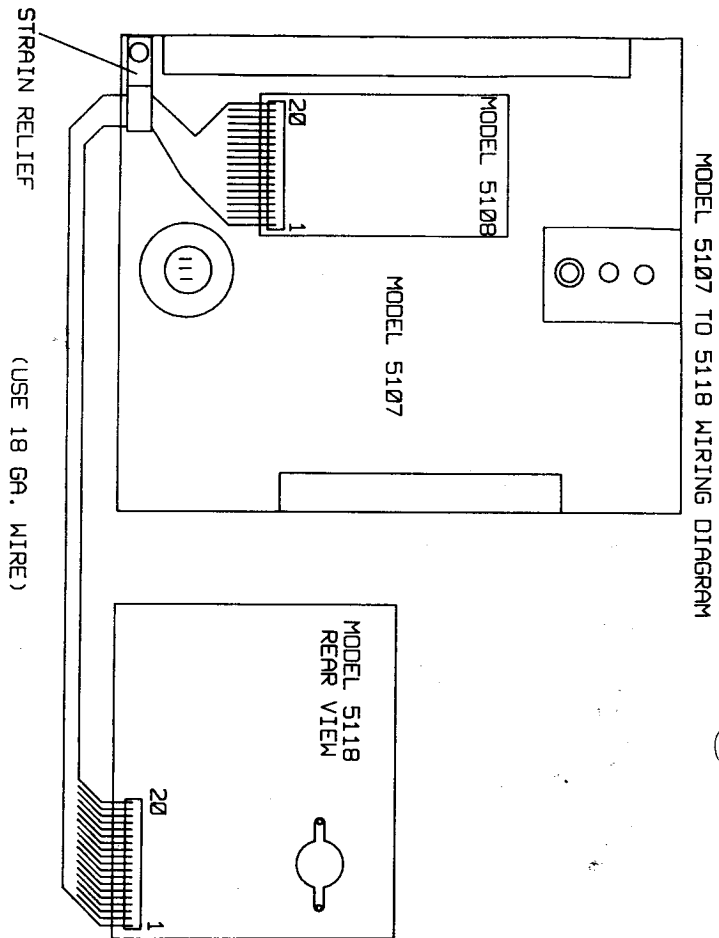 MODEL 5107 TO 5118 WIRING DIAGRAM
MODEL 5108
20
1
MODEL 5107
STRAIN RELIEF
(USE 18 GA. WIRE)
MODEL 5118
REAR VIEW
20
1